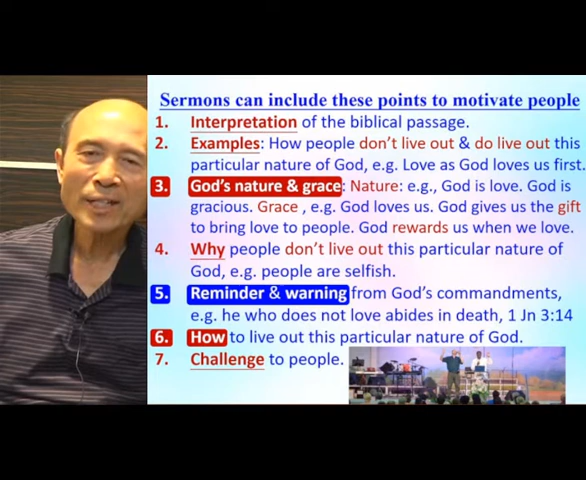 Sermons can include these points to motivate people
1. Interpretation of the biblical passage.
2. Examples: How people don't live out & do live out this
particular nature of God, e.g. Love as God loves us first.
3. God's nature & grace: Nature: e.g., God is love. God is
gracious. Grace , e.g. God loves us. God gives us the gift
to bring love to people. God rewards us when we love.
4. Why people don't live out this particular nature of
God, e.g. people are selfish.
5. Reminder & warning from God's commandments,
e.g. he who does not love abides in death, 1 Jn 3:14
6. How to live out this particular nature of God.
7. Challenge to people.